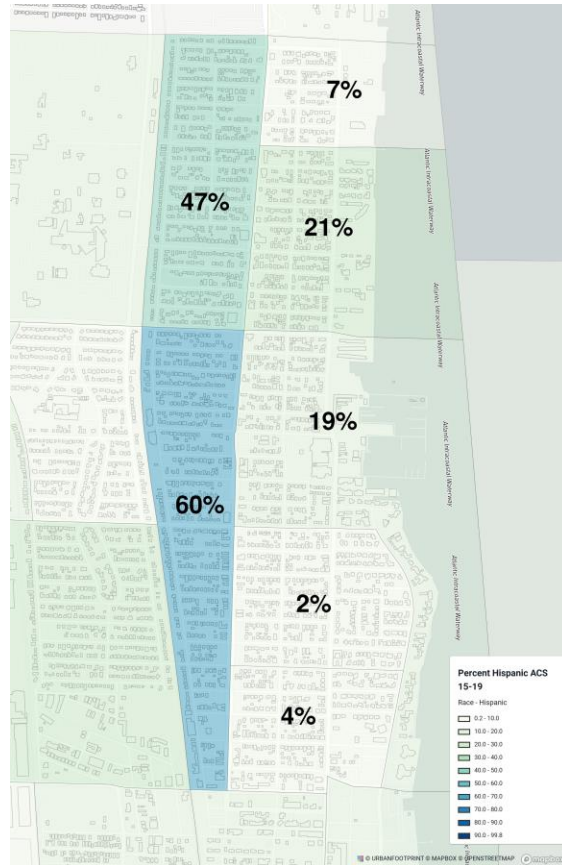 Atlantic Intracoastal Waterway
7%
Atlantic Intracoastal Waterway
47%
21%
Atlantic Intracoastal Waterway
19%
Atlantic Intracoastal Waterway
60%
Atlantic Intracoastal Waterway
2%
4%
Percent Hispanic ACS
15-19
Race - Hispanic
0.2 - 10.0
10.0 - 20.0
20.0 - 30.0
30.0 - 40.0
40.0 - 50.0
50.0 - 60.0
60.0 - 70.0
70.0 - 80.0
80.0 - 90.0
90.0 - 99.8
© URBANFOOTPRINT © MAPBOX © OPENSTREETMAP
mapbox